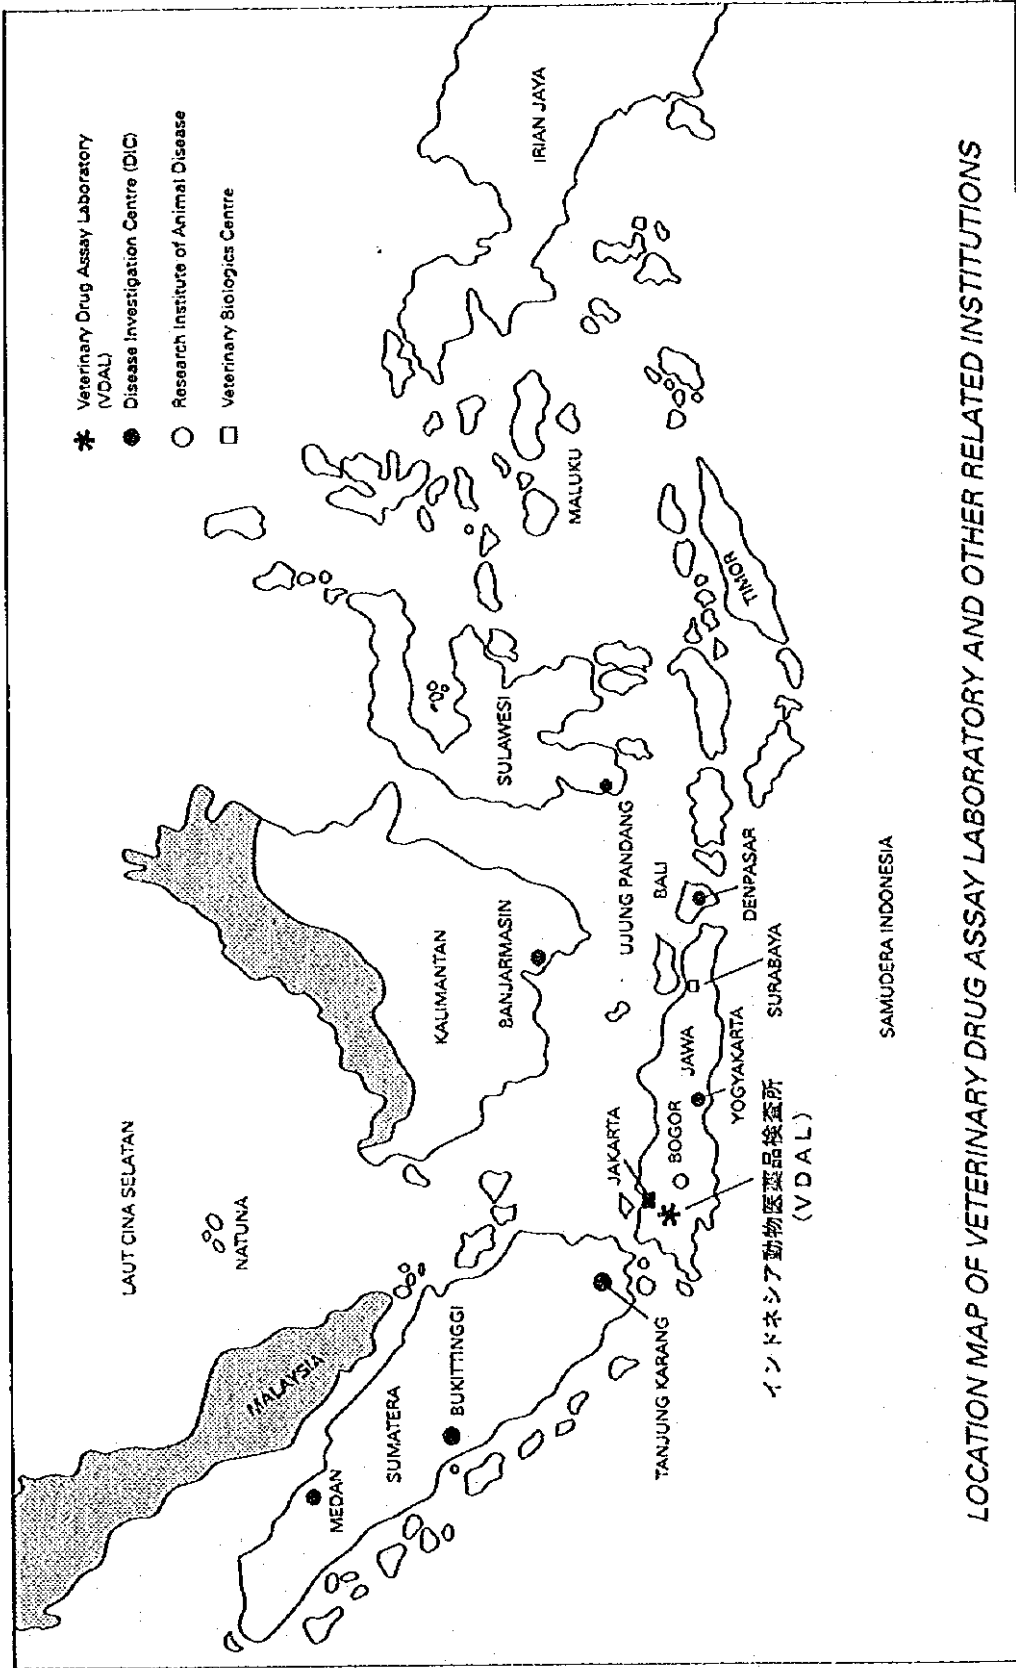 Veterinary Drug Assay Laboratory
(VDAL)
Disease Investigation Centre (DIC)
Research Institute of Animal Disease
Veterinary Biologics Centre
LAUT CINA SELATAN
NATUNA
MALAYSIA
MEDAN
SUMATERA
BUKITTINGGI
KALIMANTAN
BANJARMASIN
SULAWESI
MALUKU
IRIAN JAYA
TANJUNG KARANG
JAKARTA
BOGOR
JAWA
YOGYAKARTA
SURABAYA
UJUNG PANDANG
BALI
DENPASAR
TIMOR
インドネシア動物医薬品検査所
(VDAL)
SAMUDERA INDONESIA
LOCATION MAP OF VETERINARY DRUG ASSAY LABORATORY AND OTHER RELATED INSTITUTIONS